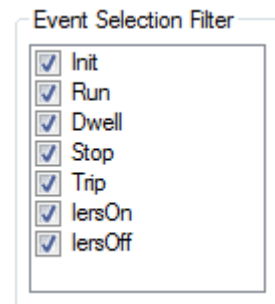 Event Selection Filter
Init
Run
Dwell
Stop
Trip
IersOn
IersOff